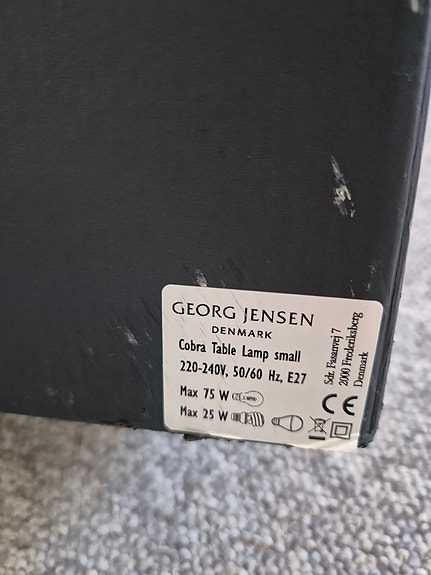 GEORG JENSEN
DENMARK
Cobra Table Lamp small
220-240V, 50/60 Hz, E27
Max 75 W
Max 25 W
Sdr. Fasanvej 7
2000 Frederiksberg
Denmark
CE